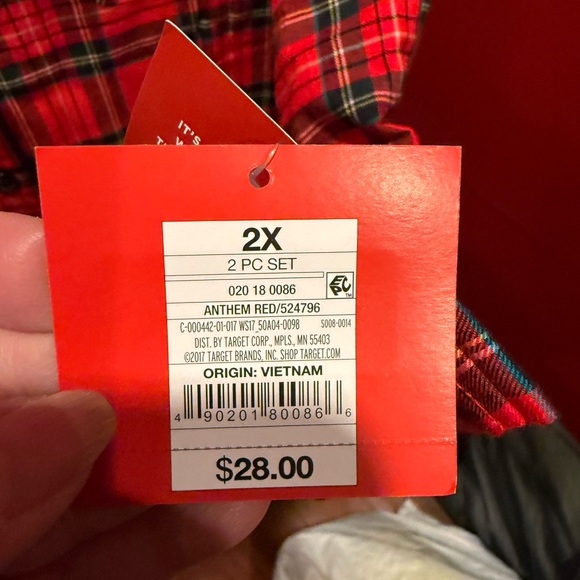 IT'S
2X
2 PC SET
020 18 0086
EPC™
ANTHEM RED/524796
C-000442-01-017 WS17_50A04-0098 S008-0014
DIST. BY TARGET CORP., MPLS., MN 55403
©2017 TARGET BRANDS, INC. SHOP TARGET.COM
ORIGIN: VIETNAM
4 90201 80086 6
$28.00